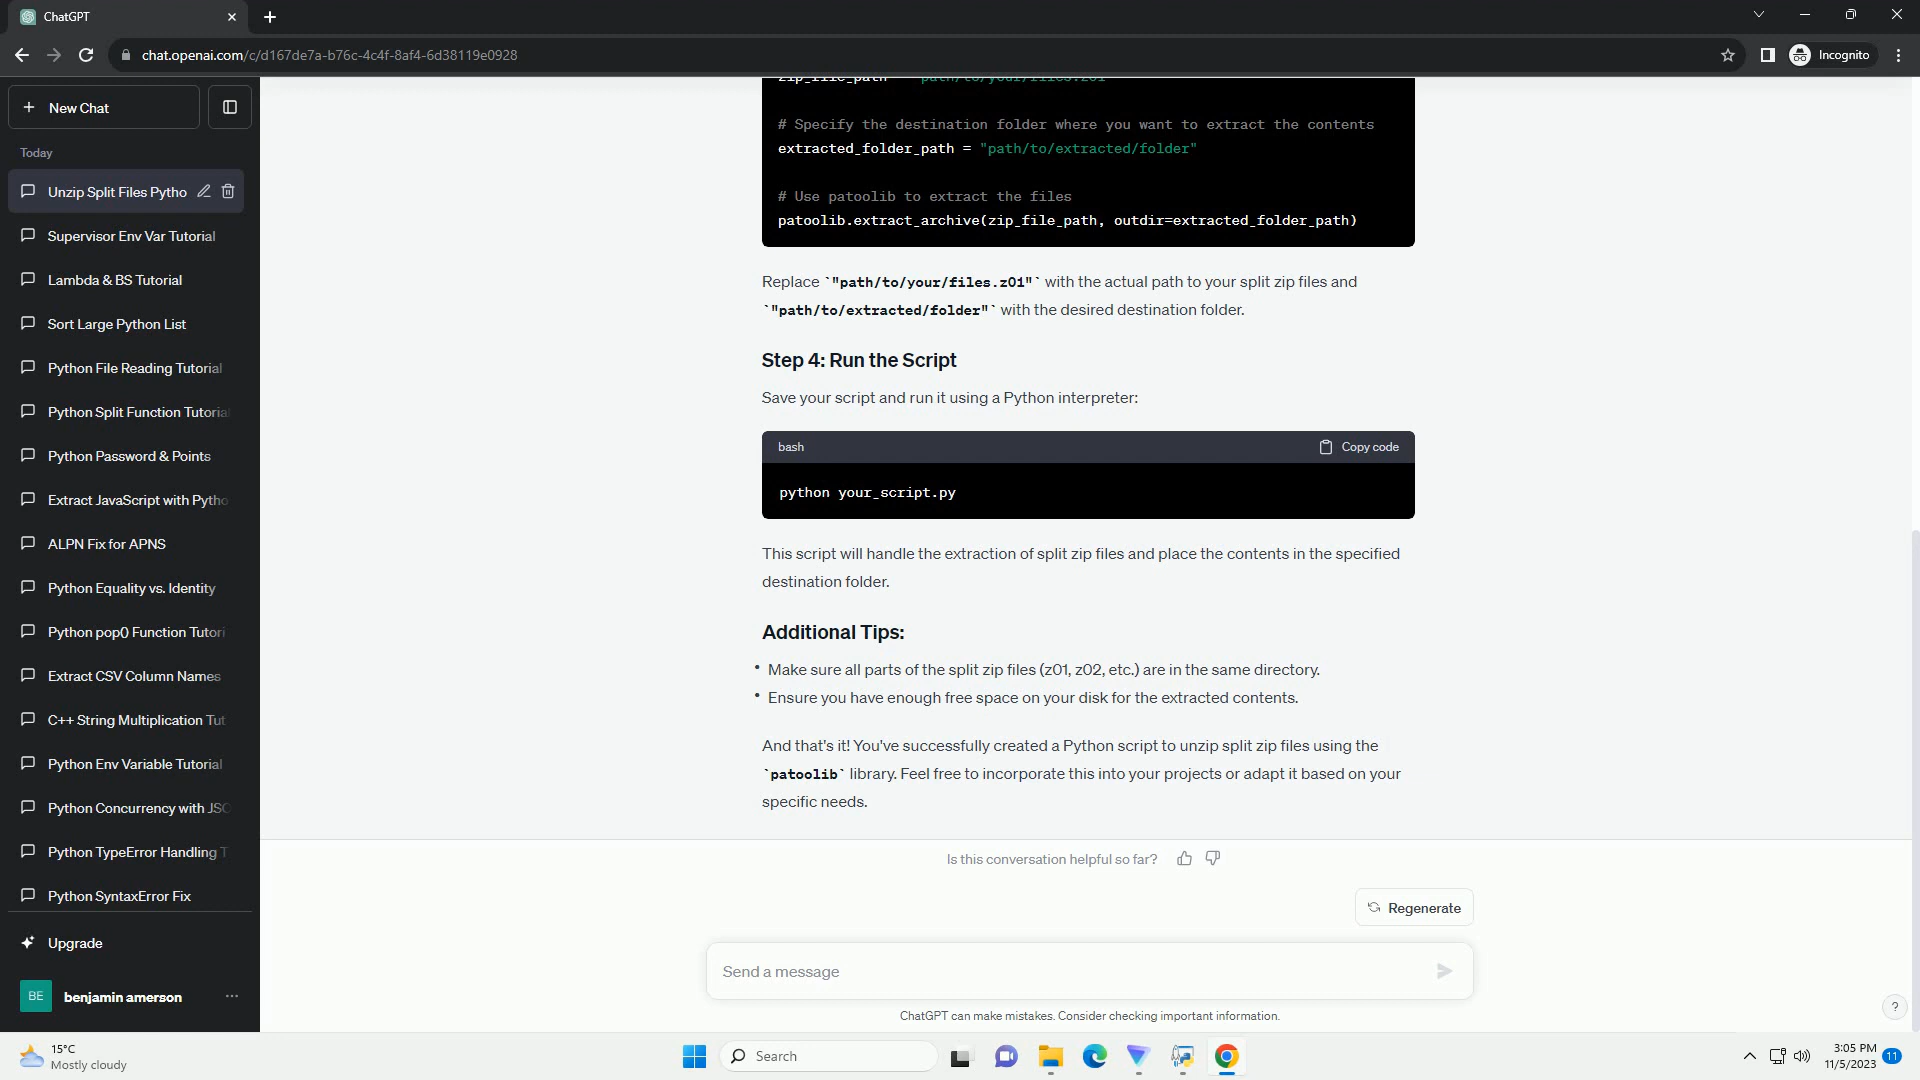 ChatGPT
chat.openai.com/c/d167de7a-b76c-4c4f-8af4-6d38119e0928
Incognito
New Chat
Today
Unzip Split Files Pytho
Supervisor Env Var Tutorial
Lambda & BS Tutorial
Sort Large Python List
Python File Reading Tutorial
Python Split Function Tutoria
Python Password & Points
Extract JavaScript with Pytho
ALPN Fix for APNS
Python Equality vs. Identity
Python pop() Function Tutori
Extract CSV Column Names
C++ String Multiplication Tut
Python Env Variable Tutorial
Python Concurrency with JSO
Python TypeError Handling T
Python SyntaxError Fix
Upgrade
BE
benjamin amerson
zip_file_path = "path/to/your/files.z01"
# Specify the destination folder where you want to extract the contents
extracted_folder_path = "path/to/extracted/folder"
# Use patoolib to extract the files
patoolib.extract_archive(zip_file_path, outdir=extracted_folder_path)
Replace `"path/to/your/files.z01"` with the actual path to your split zip files and
`"path/to/extracted/folder"` with the desired destination folder.
Step 4: Run the Script
Save your script and run it using a Python interpreter:
bash
Copy code
python your_script.py
This script will handle the extraction of split zip files and place the contents in the specified
destination folder.
Additional Tips:
• Make sure all parts of the split zip files (z01, z02, etc.) are in the same directory.
• Ensure you have enough free space on your disk for the extracted contents.
And that's it! You've successfully created a Python script to unzip split zip files using the
`patoolib` library. Feel free to incorporate this into your projects or adapt it based on your
specific needs.
Is this conversation helpful so far?
Regenerate
Send a message
ChatGPT can make mistakes. Consider checking important information.
?
15°C
Mostly cloudy
Search
3:05 PM
11/5/2023
11